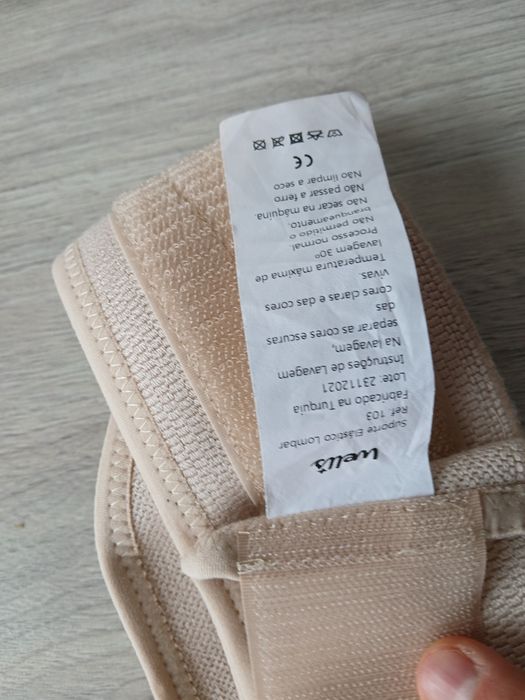 well's
Suporte Elástico Lombar
Ref. 103
Fabricado na Turquia
Lote: 23112021
Instruções de Lavagem
Na lavagem,
separar as cores escuras
das
cores claras e das cores
vivas.
Temperatura máxima de
lavagem 30º
Processo normal
Não permitido o
branqueamento.
Não secar na máquina
Não passar a ferro
Não limpar a seco
CE